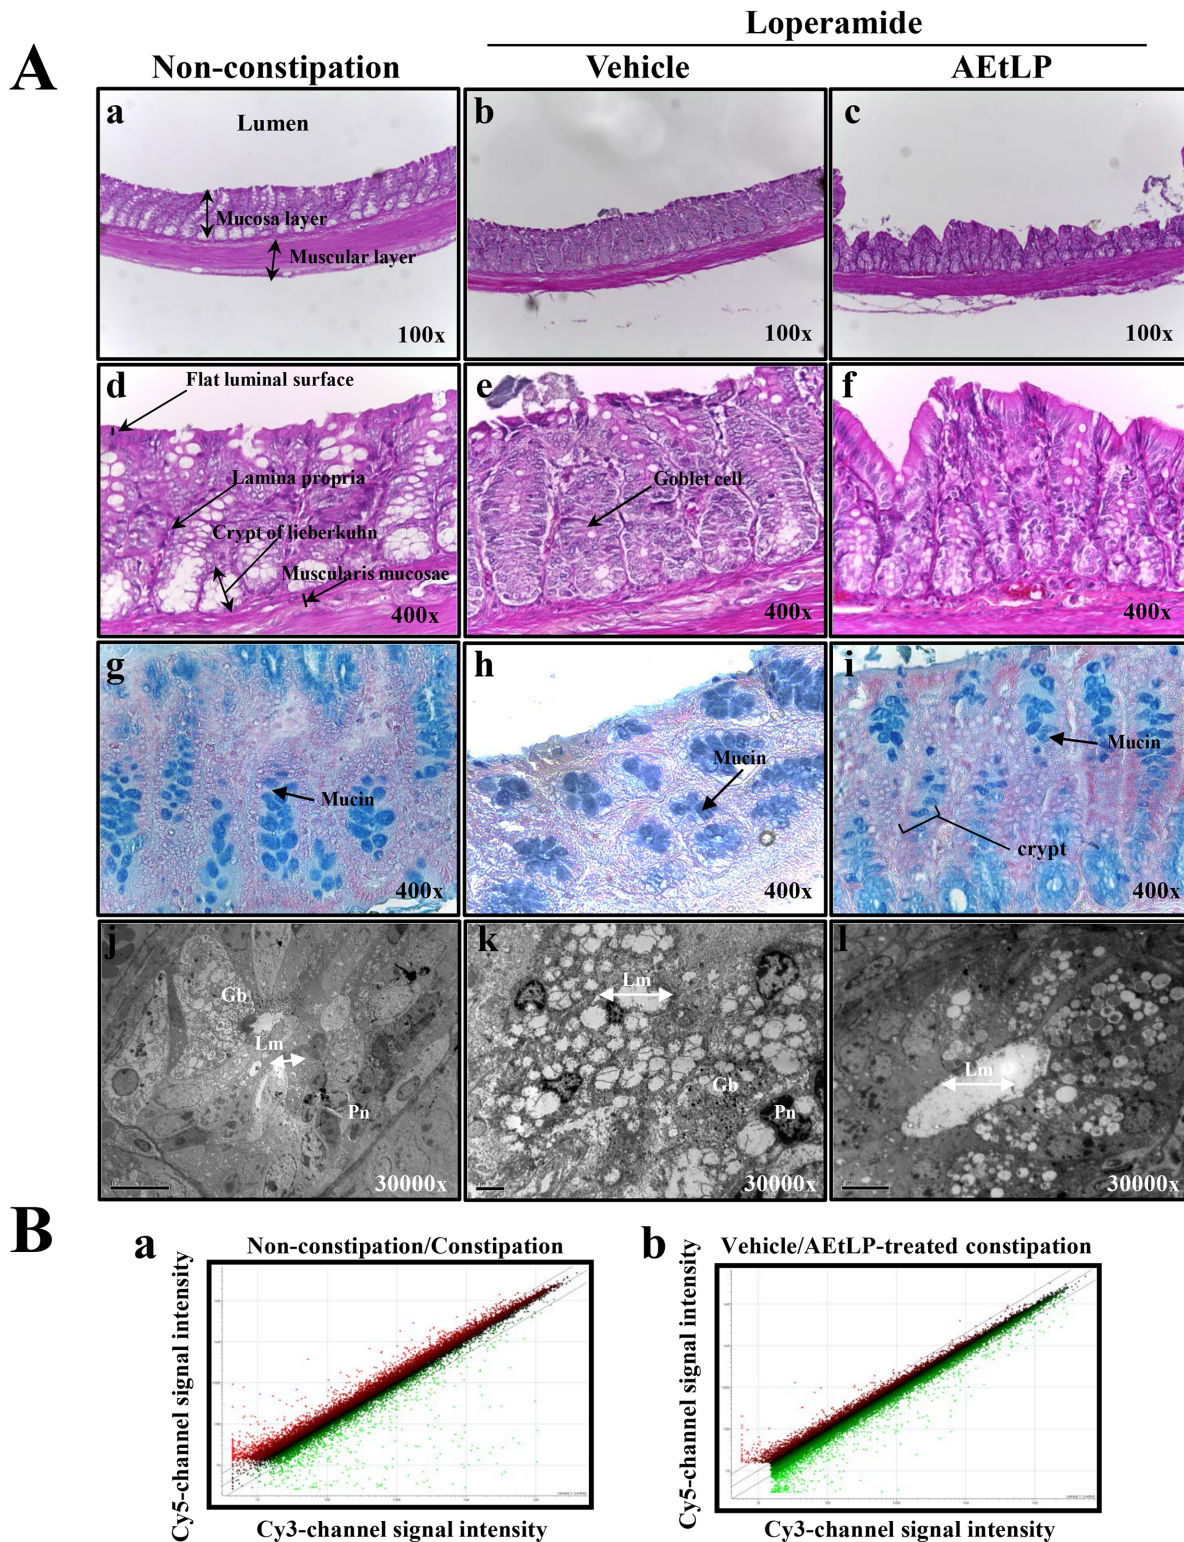 Loperamide
A
Non-constipation
Vehicle
AEtLP
a
Lumen
Mucosa layer
Muscular layer
100x
b
100x
c
100x
d
Flat luminal surface
Lamina propria
Crypt of lieberkuhn
Muscularis mucosae
400x
e
Goblet cell
400x
f
400x
g
Mucin
400x
h
Mucin
400x
i
Mucin
crypt
400x
j
Gb
Lm
Pn
30000x
k
Lm
Gb
Pn
30000x
l
Lm
30000x
B
a
Non-constipation/Constipation
Cy5-channel signal intensity
Cy3-channel signal intensity
b
Vehicle/AEtLP-treated constipation
Cy5-channel signal intensity
Cy3-channel signal intensity